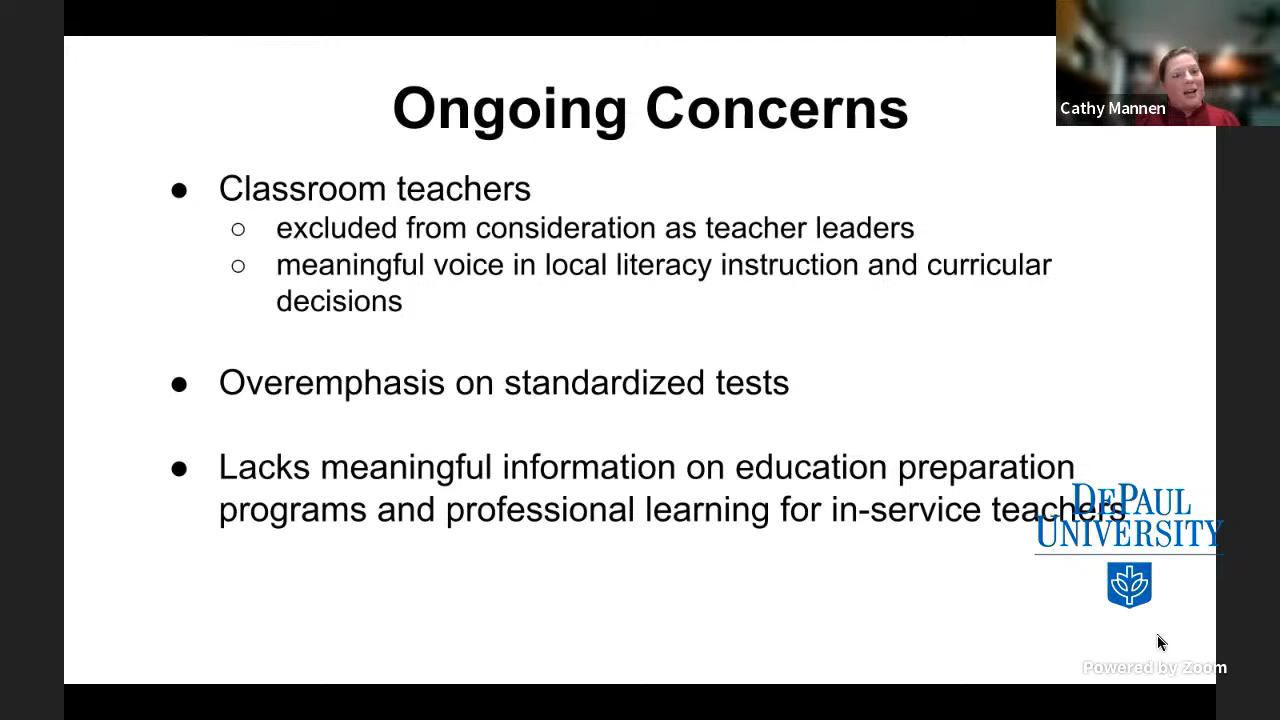 Ongoing Concerns
Cathy Mannen
● Classroom teachers
○ excluded from consideration as teacher leaders
○ meaningful voice in local literacy instruction and curricular
decisions
● Overemphasis on standardized tests
● Lacks meaningful information on education preparation
programs and professional learning for in-service teachers
DEPAUL
UNIVERSITY
Powered by Zoom